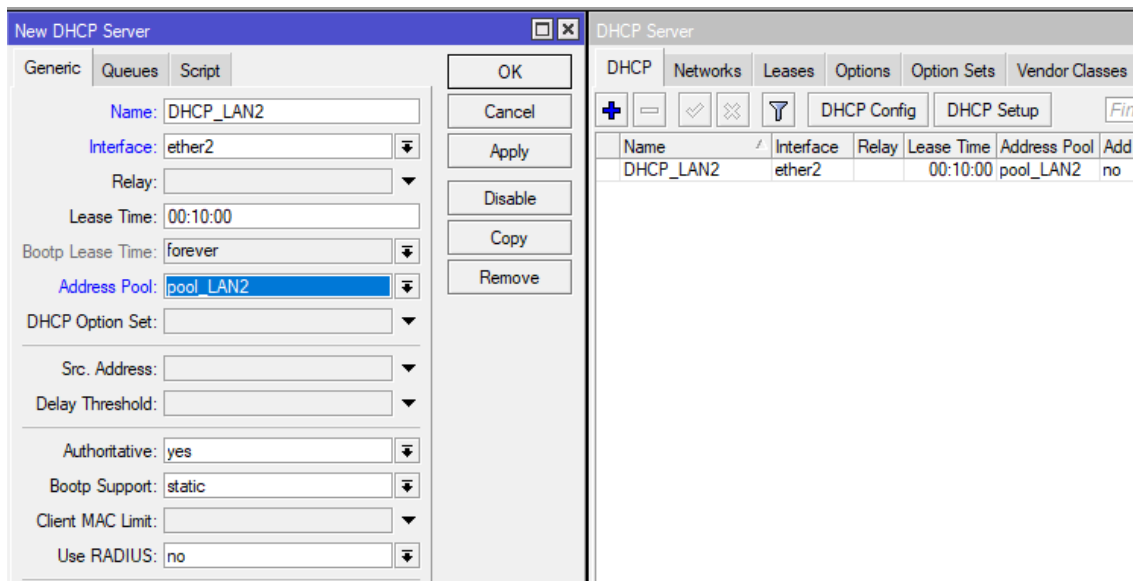 New DHCP Server
Generic Queues Script
Name: DHCP_LAN2
Interface: ether2
Relay:
Lease Time: 00:10:00
Bootp Lease Time: forever
Address Pool: pool_LAN2
DHCP Option Set:
Src. Address:
Delay Threshold:
Authoritative: yes
Bootp Support: static
Client MAC Limit:
Use RADIUS: no
OK
Cancel
Apply
Disable
Copy
Remove
DHCP Server
DHCP Networks Leases Options Option Sets Vendor Classes
DHCP Config DHCP Setup Fin
Name Interface Relay Lease Time Address Pool Add
DHCP_LAN2 ether2 00:10:00 pool_LAN2 no